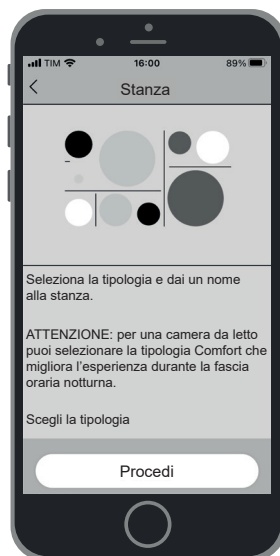 TIM 16:00 89%
Stanza
Seleziona la tipologia e dai un nome
alla stanza.
ATTENZIONE: per una camera da letto
puoi selezionare la tipologia Comfort che
migliora l'esperienza durante la fascia
oraria notturna.
Scegli la tipologia
Procedi